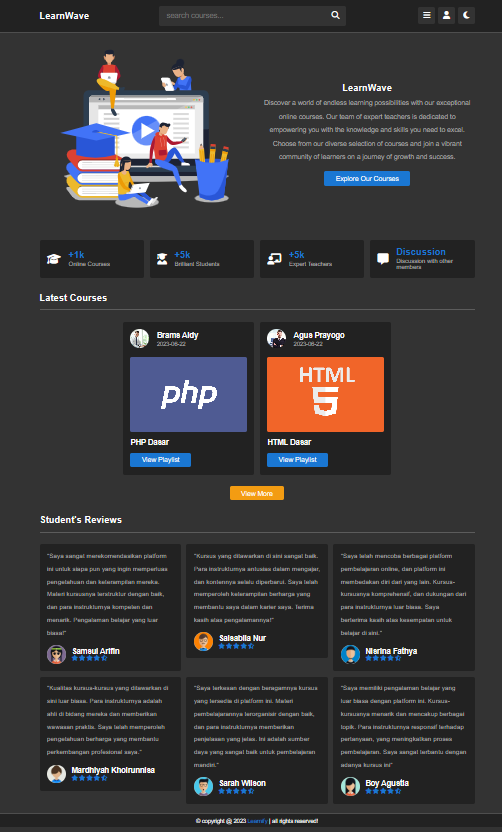 LearnWave
search courses...
LearnWave
Discover a world of endless learning possibilities with our exceptional
online courses. Our team of expert teachers is dedicated to
empowering you with the knowledge and skills you need to excel.
Choose from our diverse selection of courses and join a vibrant
community of learners on a journey of growth and success.
Explore Our Courses
+1k
Online Courses
+5k
Brilliant Students
+5k
Expert Teachers
Discussion
Discussion with other
members
Latest Courses
Brams Aldy
2023-06-22
php
PHP Dasar
View Playlist
Agus Prayogo
2023-06-22
HTML
5
HTML Dasar
View Playlist
View More
Student's Reviews
"Saya sangat merekomendasikan platform
ini untuk siapa pun yang ingin memperluas
pengetahuan dan keterampilan mereka.
Materi kursusnya terstruktur dengan baik,
dan para instrukturnya kompeten dan
menarik. Pengalaman belajar yang luar
biasa!"
Samsul Arifin
"Kursus yang ditawarkan di sini sangat baik.
Para instrukturnya antusias dalam mengajar,
dan kontennya selalu diperbarui. Saya telah
memperoleh keterampilan berharga yang
membantu saya dalam karier saya. Terima
kasih atas pengalamannya!"
Salsabila Nur
"Saya telah mencoba berbagai platform
pembelajaran online, dan platform ini
membedakan diri dari yang lain. Kursus-
kursusnya komprehensif, dan dukungan dari
para instrukturnya luar biasa. Saya
berterima kasih atas kesempatan untuk
belajar di sini."
Nisrina Fathya
"Kualitas kursus-kursus yang ditawarkan di
sini luar biasa. Para instrukturnya adalah
ahli di bidang mereka dan memberikan
wawasan praktis. Saya telah memperoleh
pengetahuan berharga yang membantu
perkembangan profesional saya."
Mardhiyah Khoirunnisa
"Saya terkesan dengan beragamnya kursus
yang tersedia di platform ini. Materi
pembelajarannya terorganisir dengan baik,
dan para instrukturnya memberikan
penjelasan yang jelas. Ini adalah sumber
daya yang sangat baik untuk pembelajaran
mandiri."
Sarah Wilson
"Saya memiliki pengalaman belajar yang
luar biasa dengan platform ini. Kursus-
kursusnya menarik dan mencakup berbagai
topik. Para instrukturnya responsif terhadap
pertanyaan, yang meningkatkan proses
pembelajaran. Saya sangat terbantu dengan
adanya kursus ini"
Boy Agustia
© copyright @ 2023 Learnify | all rights reserved!